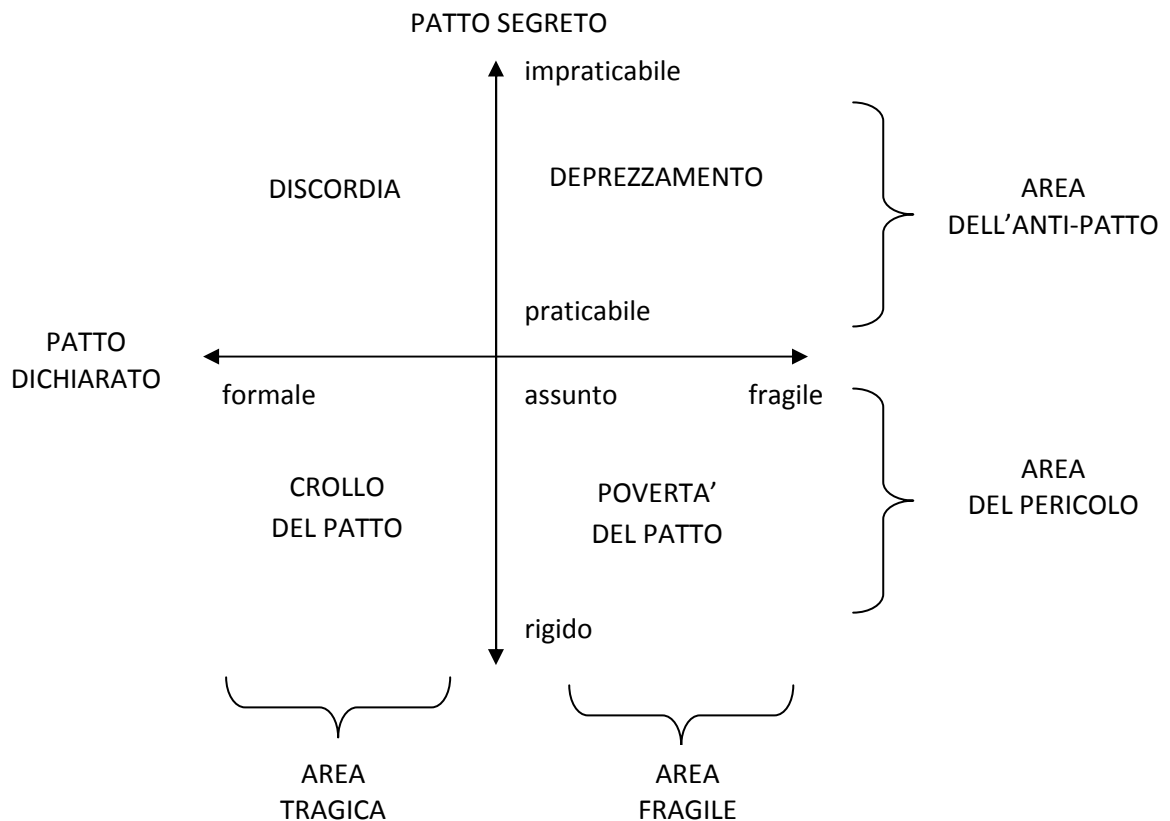 PATTO SEGRETO
impraticabile
DISCORDIA
DEPREZZAMENTO
AREA
DELL’ANTI-PATTO
praticabile
PATTO
DICHIARATO
formale
assunto
fragile
CROLLO
DEL PATTO
POVERTA’
DEL PATTO
AREA
DEL PERICOLO
rigido
AREA
TRAGICA
AREA
FRAGILE